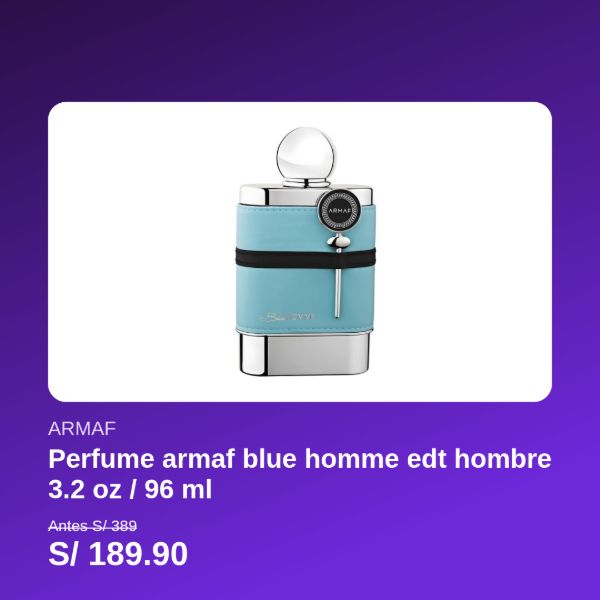 ARMAF
ARMAF
Perfume armaf blue homme edt hombre
3.2 oz / 96 ml
Antes S/ 389
S/ 189.90